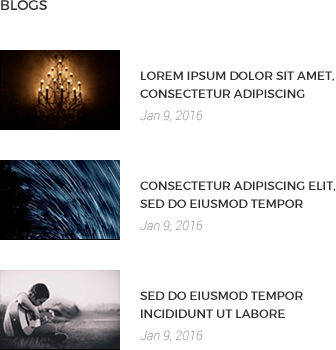 BLOGS
LOREM IPSUM DOLOR SIT AMET,
CONSECTETUR ADIPISCING
Jan 9, 2016
CONSECTETUR ADIPISCING ELIT,
SED DO EIUSMOD TEMPOR
Jan 9, 2016
SED DO EIUSMOD TEMPOR
INCIDIDUNT UT LABORE
Jan 9, 2016